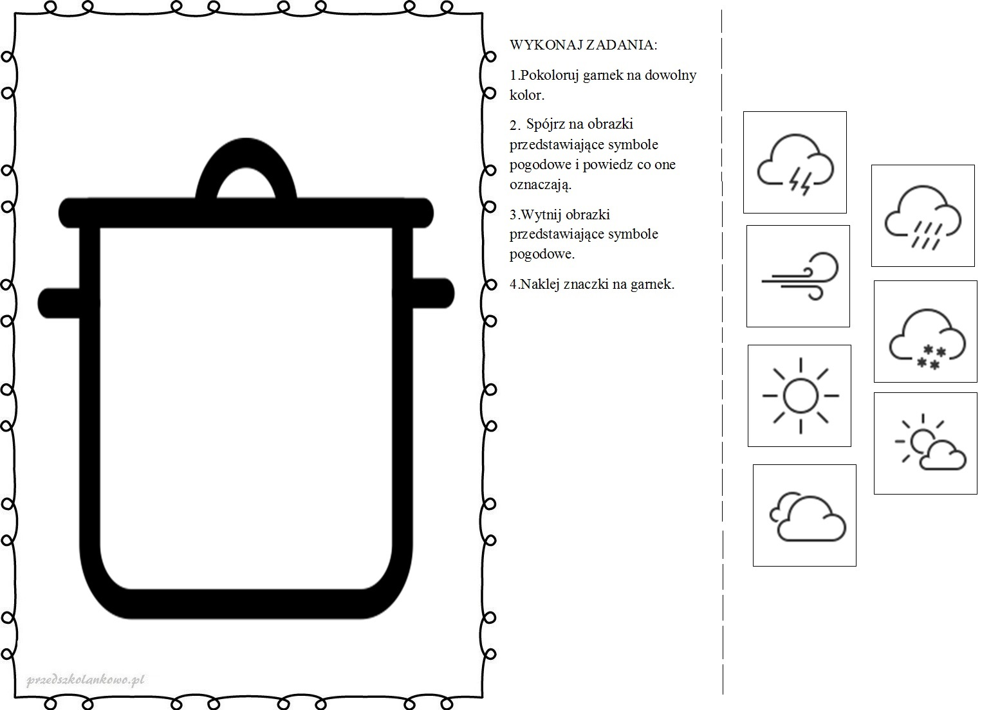 WYKONAJ ZADANIA:
1.Pokoloruj garnek na dowolny
kolor.
2. Spójrz na obrazki
przedstawiające symbole
pogodowe i powiedz co one
oznaczają.
3.Wytnij obrazki
przedstawiające symbole
pogodowe.
4.Naklej znaczki na garnek.
przedszkolankowo.pl